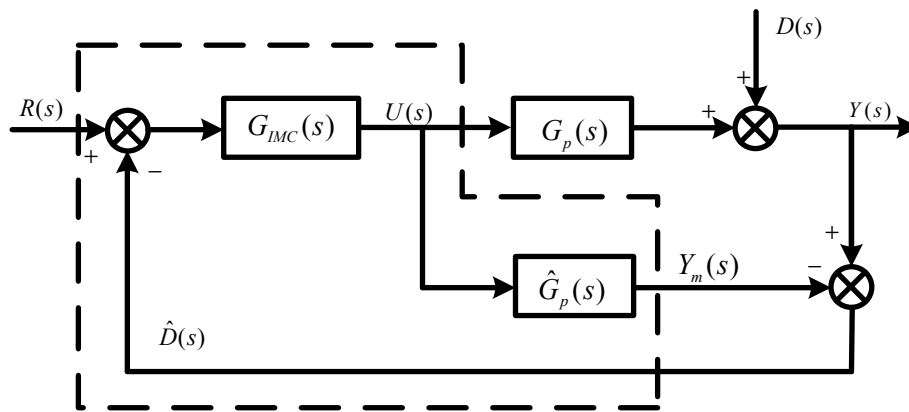 D(s)
+
R(s)
+
−
G_IMC(s)
U(s)
G_p(s)
+
Y(s)
+
−
Ĝ_p(s)
Y_m(s)
D̂(s)